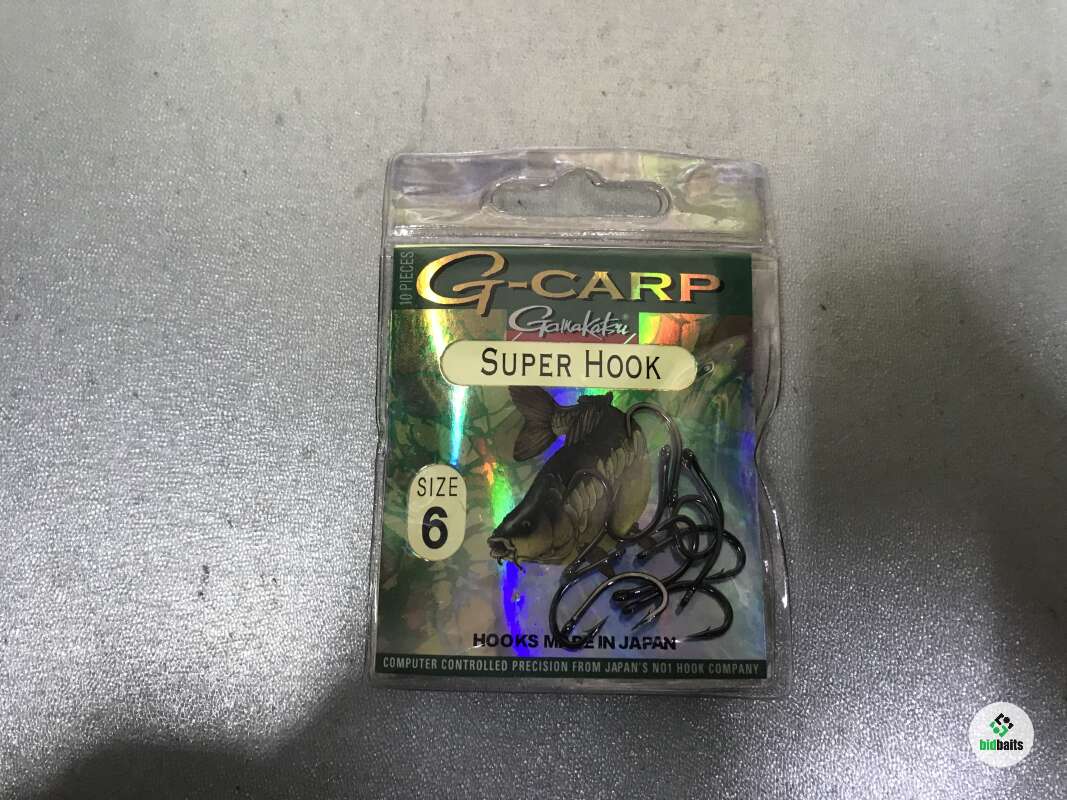 10 PIECES
G-CARP
Gamakatsu®
SUPER HOOK
SIZE
6
HOOKS MADE IN JAPAN
COMPUTER CONTROLLED PRECISION FROM JAPAN'S NO1 HOOK COMPANY
bidbaits